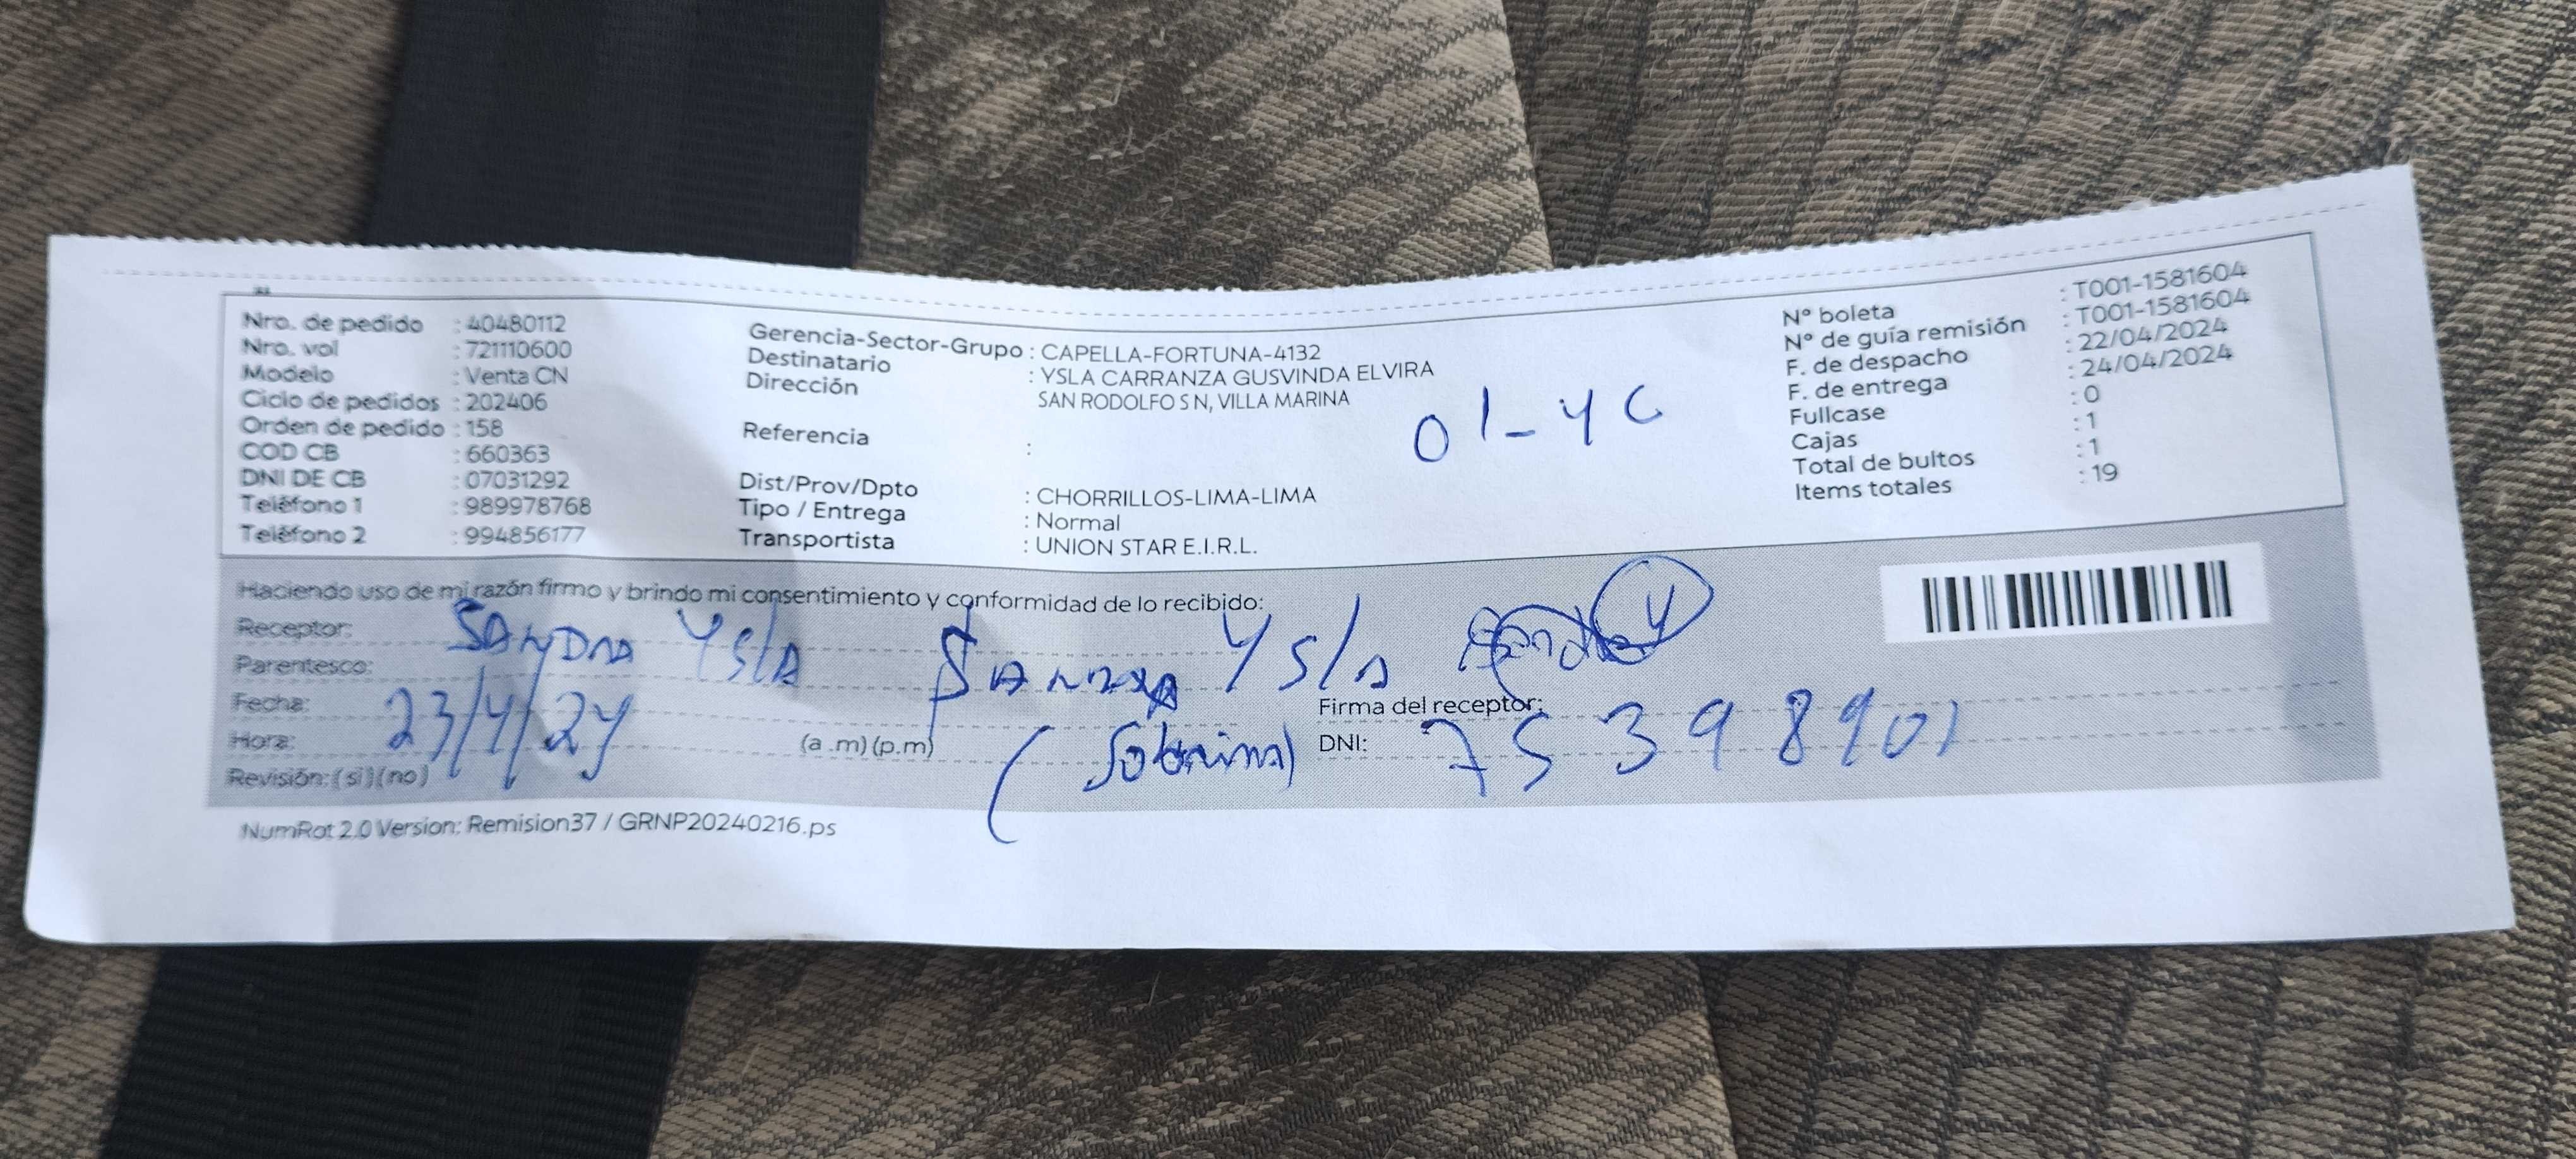 Nro. de pedido : 40480112
Nro. vol : 721110600
Modelo : Venta CN
Ciclo de pedidos : 202406
Orden de pedido : 158
COD CB : 660363
DNI DE CB : 07031292
Teléfono 1 : 989978768
Teléfono 2 : 994856177
Gerencia-Sector-Grupo : CAPELLA-FORTUNA-4132
Destinatario : YSLA CARRANZA GUSVINDA ELVIRA
Dirección SAN RODOLFO S N, VILLA MARINA
Referencia :
Dist/Prov/Dpto : CHORRILLOS-LIMA-LIMA
Tipo / Entrega : Normal
Transportista : UNION STAR E.I.R.L.
01-4C
N° boleta : T001-1581604
N° de guía remisión : T001-1581604
F. de despacho : 22/04/2024
F. de entrega : 24/04/2024
Fullcase : 0
Cajas : 1
Total de bultos : 1
Items totales : 19
Haciendo uso de mi razón firmo y brindo mi consentimiento y conformidad de lo recibido:
Receptor: SANDRA YSLA SANDRA YSLA
Parentesco:
Fecha: 23/4/24 Firma del receptor:
Hora: (a .m) (p.m) (Sobrina) DNI: 75398901
Revisión: (si) (no)
NumRot 2.0 Version: Remision37 / GRNP20240216.ps